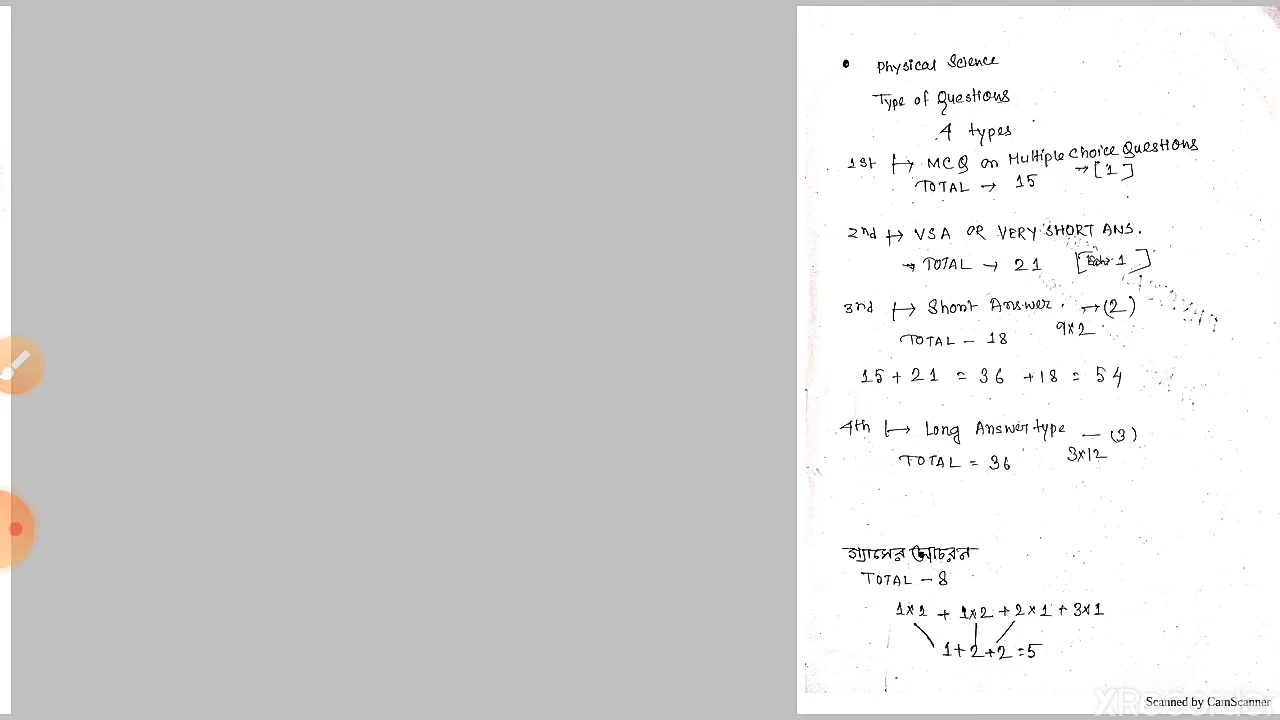 • Physical Science
Type of Questions
4 types
1st ↦ MCQ or Multiple Choice Questions
TOTAL → 15 → [1]
2nd ↦ VSA OR VERY SHORT ANS.
→ TOTAL → 21 [1]
3rd ↦ Short Answer. → (2)
TOTAL - 18 9×2
15 + 21 = 36 + 18 = 54
4th ↦ Long Answer type — (3)
TOTAL = 36 3×12
গ্যাসের আচরন
TOTAL - 8
1×1 + 1×2 + 2×1 + 3×1
1+2+2=5
XRecorder
Scanned by CamScanner